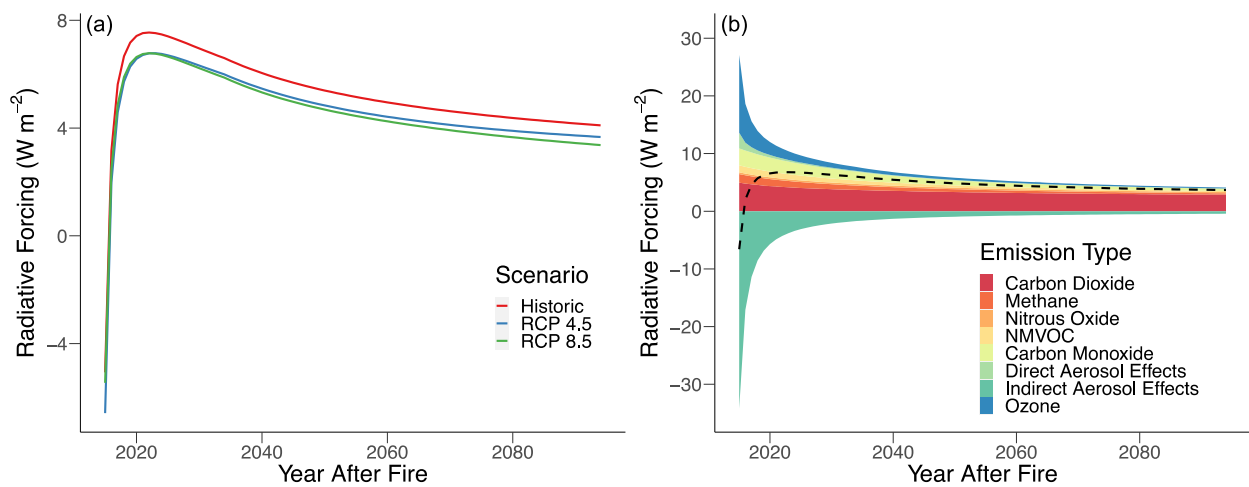 (a)
Radiative Forcing (W m−2)
8
4
0
−4
2020 2040 2060 2080
Year After Fire
Scenario
Historic
RCP 4.5
RCP 8.5
(b)
Radiative Forcing (W m−2)
30
20
10
0
−10
−20
−30
2020 2040 2060 2080
Year After Fire
Emission Type
Carbon Dioxide
Methane
Nitrous Oxide
NMVOC
Carbon Monoxide
Direct Aerosol Effects
Indirect Aerosol Effects
Ozone